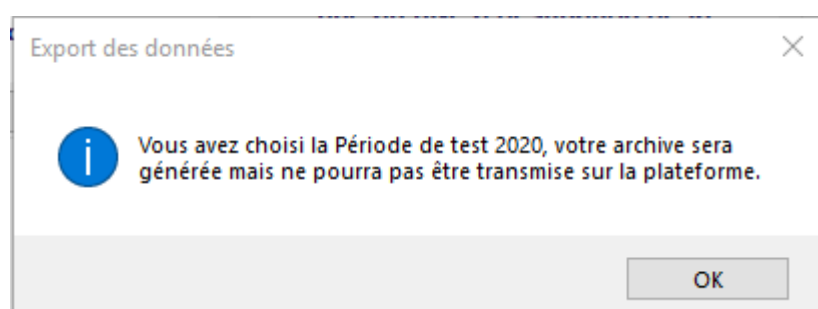 Export des données
Vous avez choisi la Période de test 2020, votre archive sera
générée mais ne pourra pas être transmise sur la plateforme.
OK